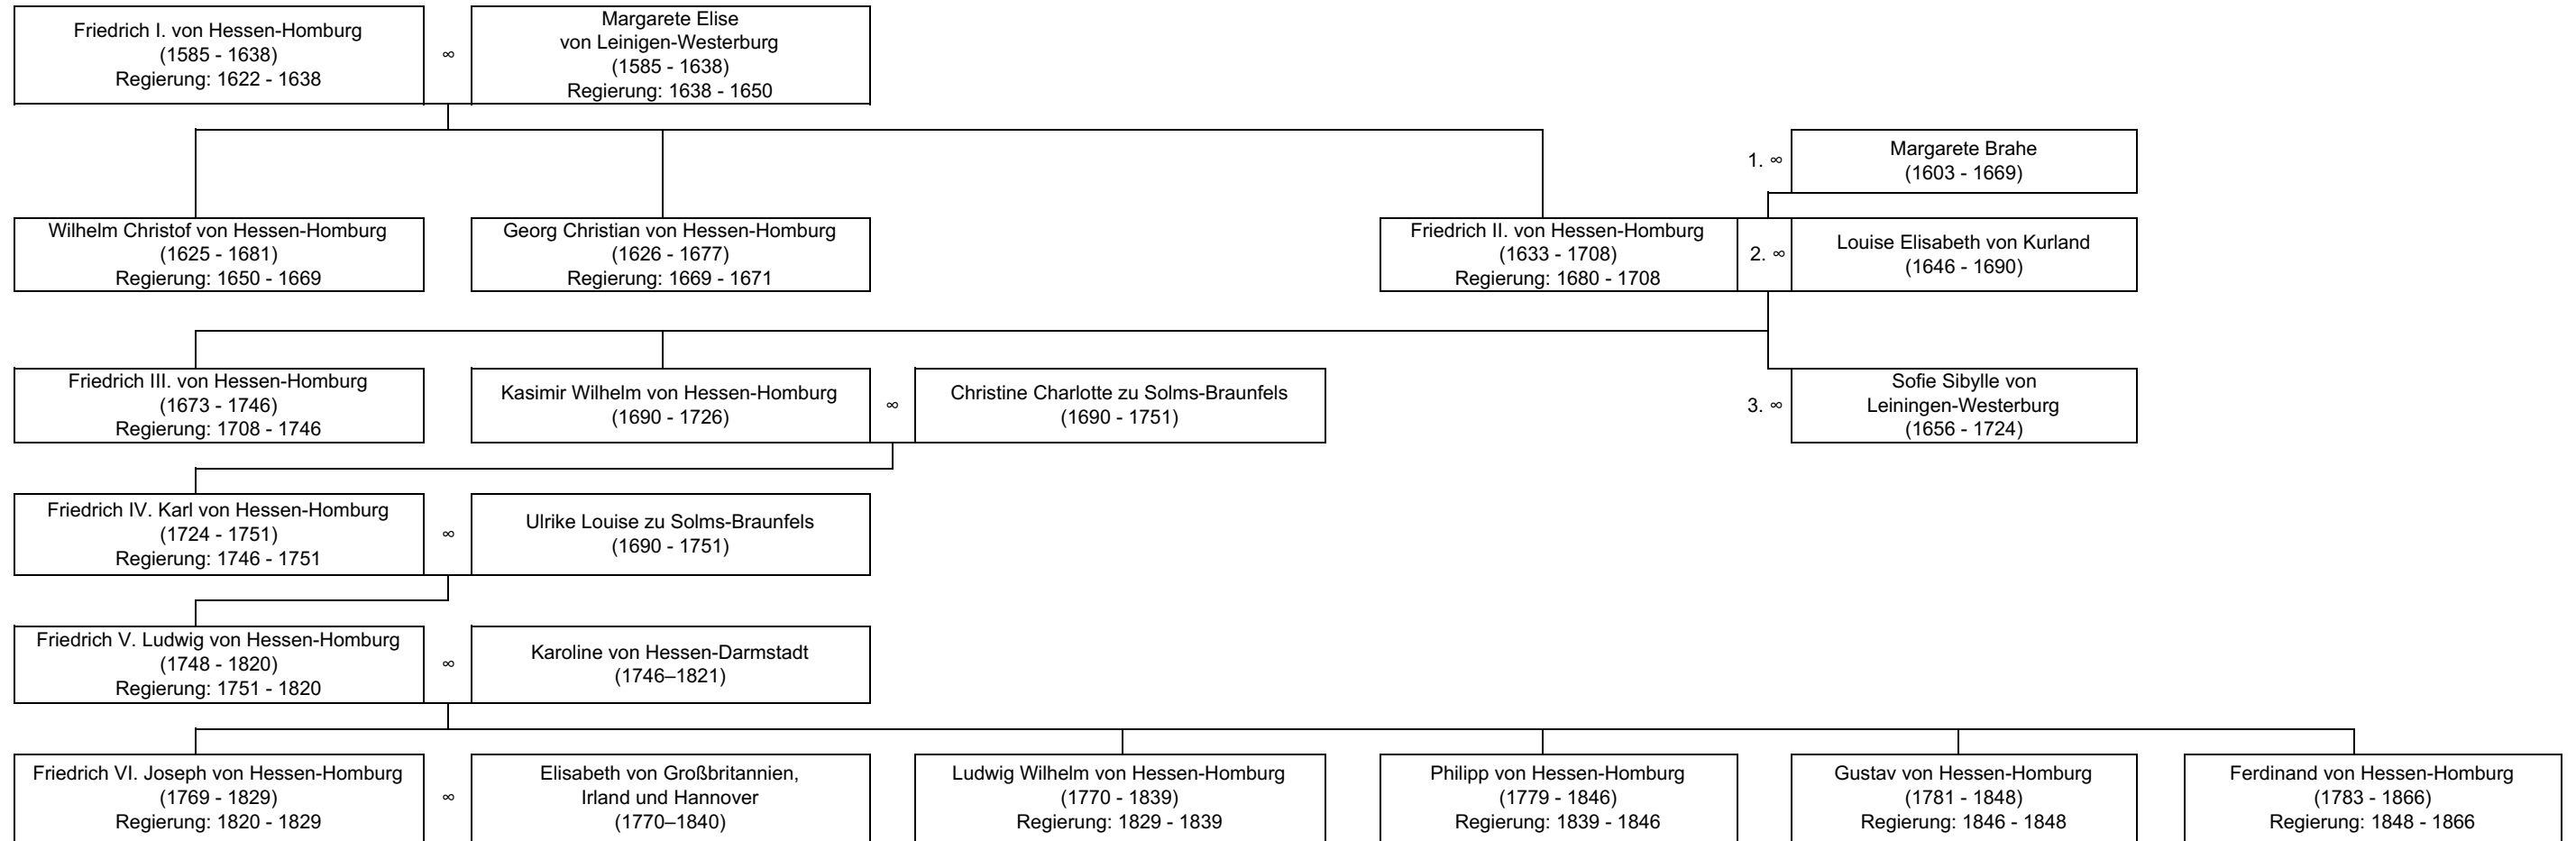 Friedrich I. von Hessen-Homburg
(1585 - 1638)
Regierung: 1622 - 1638
∞
Margarete Elise
von Leinigen-Westerburg
(1585 - 1638)
Regierung: 1638 - 1650
1. ∞
Margarete Brahe
(1603 - 1669)
Wilhelm Christof von Hessen-Homburg
(1625 - 1681)
Regierung: 1650 - 1669
Georg Christian von Hessen-Homburg
(1626 - 1677)
Regierung: 1669 - 1671
Friedrich II. von Hessen-Homburg
(1633 - 1708)
Regierung: 1680 - 1708
2. ∞
Louise Elisabeth von Kurland
(1646 - 1690)
Friedrich III. von Hessen-Homburg
(1673 - 1746)
Regierung: 1708 - 1746
Kasimir Wilhelm von Hessen-Homburg
(1690 - 1726)
∞
Christine Charlotte zu Solms-Braunfels
(1690 - 1751)
3. ∞
Sofie Sibylle von
Leiningen-Westerburg
(1656 - 1724)
Friedrich IV. Karl von Hessen-Homburg
(1724 - 1751)
Regierung: 1746 - 1751
∞
Ulrike Louise zu Solms-Braunfels
(1690 - 1751)
Friedrich V. Ludwig von Hessen-Homburg
(1748 - 1820)
Regierung: 1751 - 1820
∞
Karoline von Hessen-Darmstadt
(1746–1821)
Friedrich VI. Joseph von Hessen-Homburg
(1769 - 1829)
Regierung: 1820 - 1829
∞
Elisabeth von Großbritannien,
Irland und Hannover
(1770–1840)
Ludwig Wilhelm von Hessen-Homburg
(1770 - 1839)
Regierung: 1829 - 1839
Philipp von Hessen-Homburg
(1779 - 1846)
Regierung: 1839 - 1846
Gustav von Hessen-Homburg
(1781 - 1848)
Regierung: 1846 - 1848
Ferdinand von Hessen-Homburg
(1783 - 1866)
Regierung: 1848 - 1866